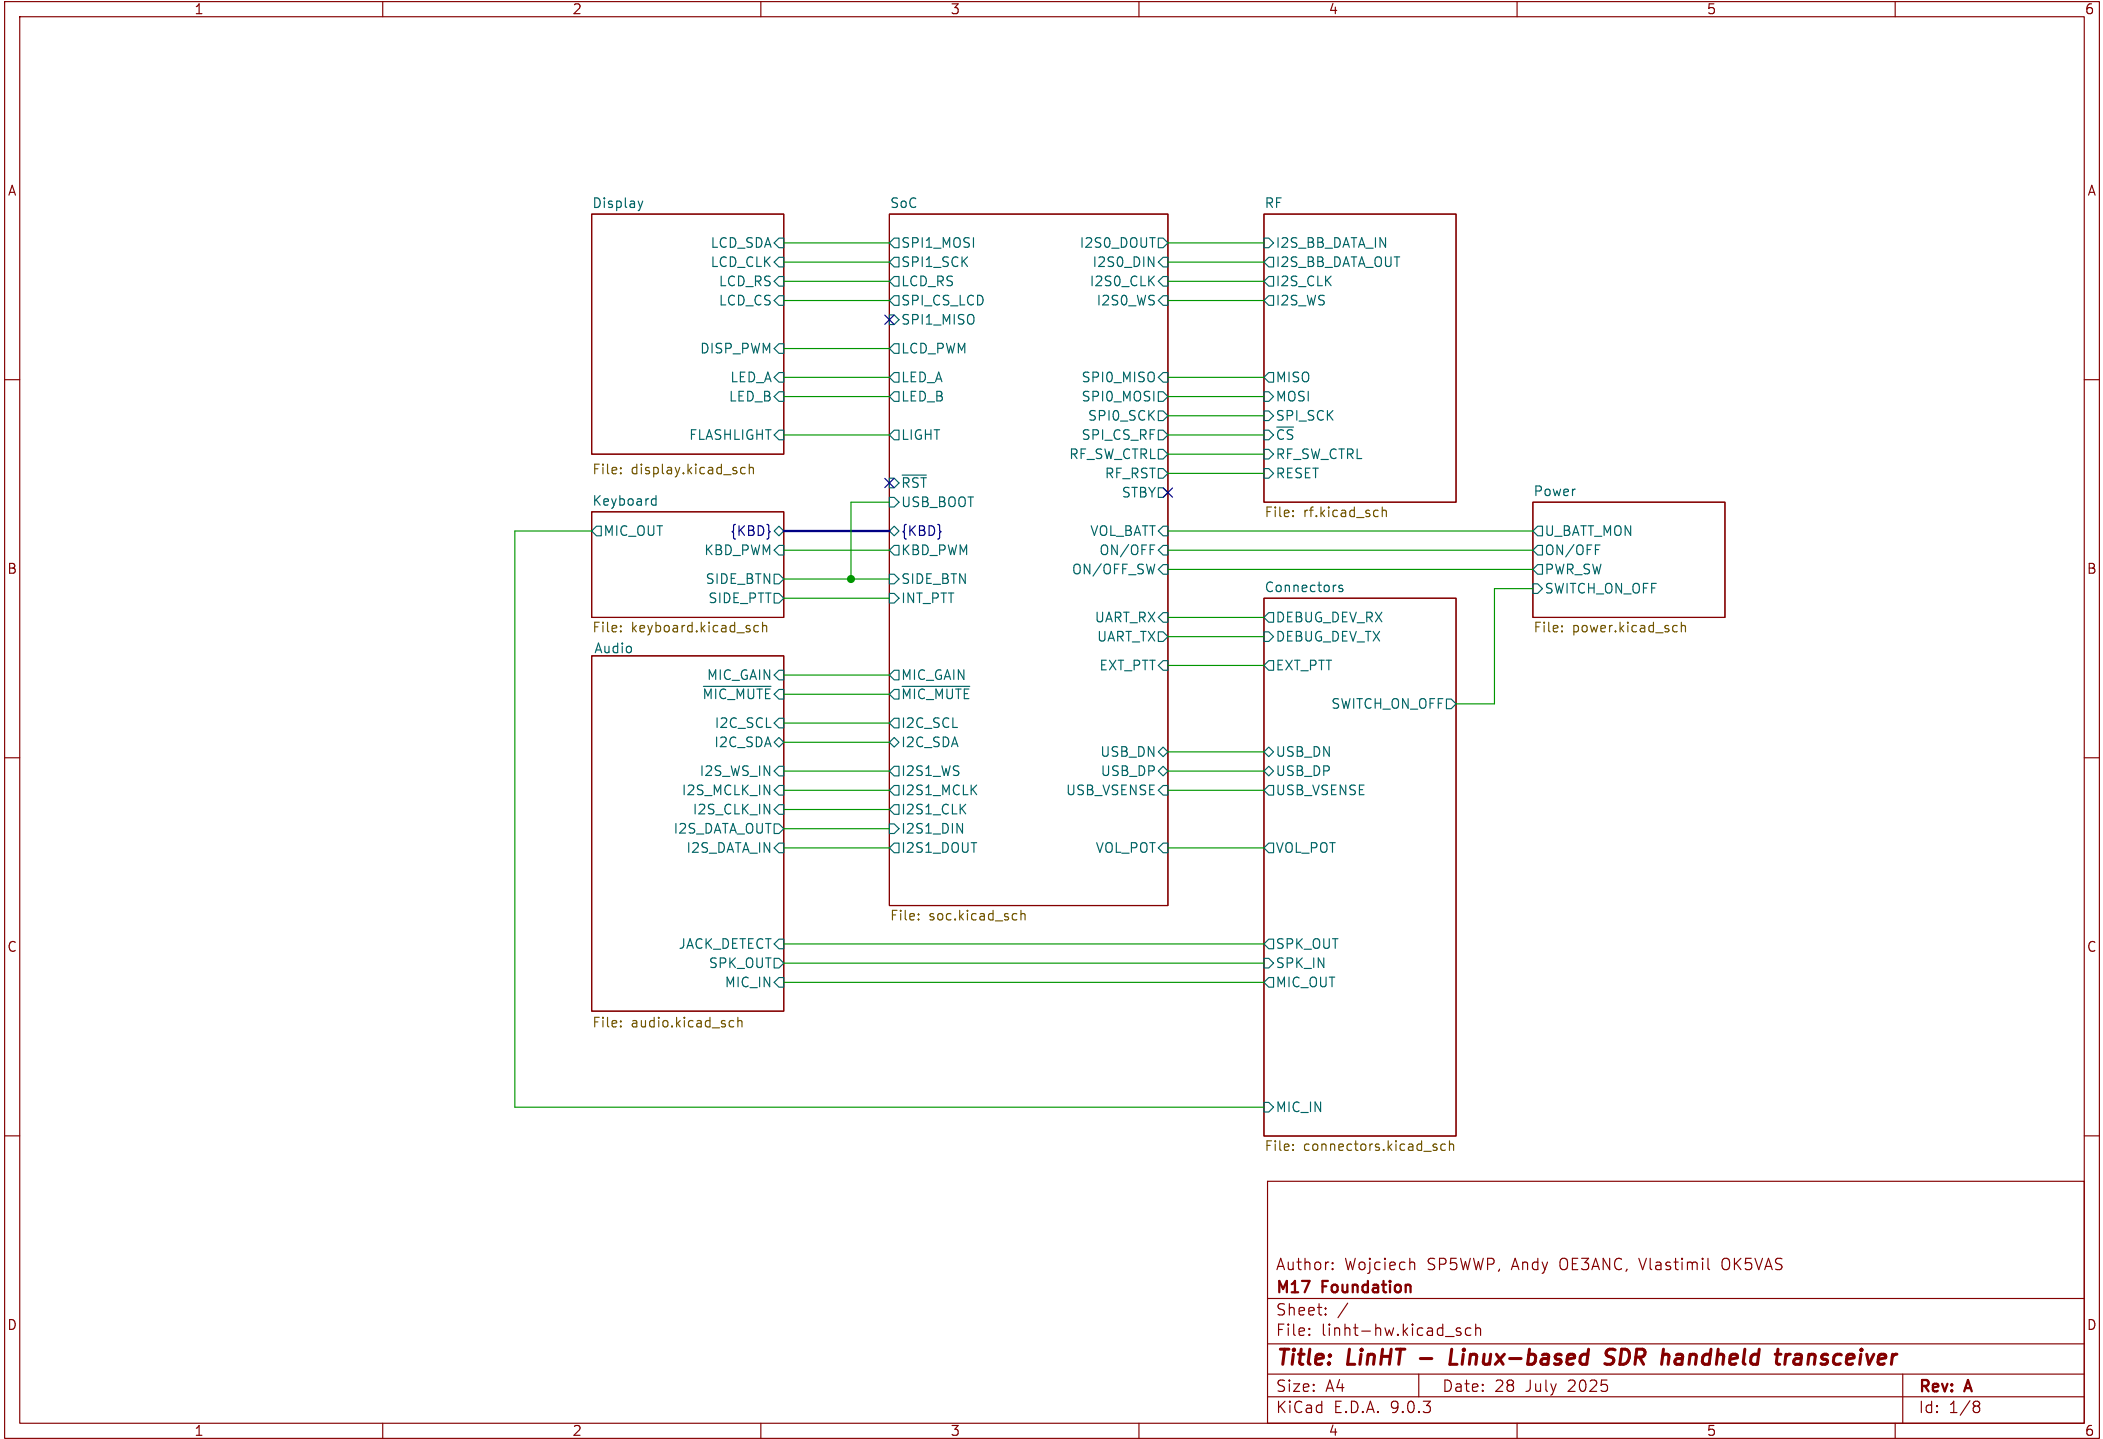 1 2 3 4 5 6
A A
B B
C C
D D
Display
LCD_SDA
LCD_CLK
LCD_RS
LCD_CS
DISP_PWM
LED_A
LED_B
FLASHLIGHT
File: display.kicad_sch
Keyboard
MIC_OUT {KBD}
KBD_PWM
SIDE_BTN
SIDE_PTT
File: keyboard.kicad_sch
Audio
MIC_GAIN
MIC_MUTE
I2C_SCL
I2C_SDA
I2S_WS_IN
I2S_MCLK_IN
I2S_CLK_IN
I2S_DATA_OUT
I2S_DATA_IN
JACK_DETECT
SPK_OUT
MIC_IN
File: audio.kicad_sch
SoC
SPI1_MOSI I2S0_DOUT
SPI1_SCK I2S0_DIN
LCD_RS I2S0_CLK
SPI_CS_LCD I2S0_WS
SPI1_MISO
LCD_PWM
LED_A SPI0_MISO
LED_B SPI0_MOSI
SPI0_SCK
LIGHT SPI_CS_RF
RF_SW_CTRL
RF_RST
RST
STBY
USB_BOOT
{KBD} VOL_BATT
KBD_PWM ON/OFF
ON/OFF_SW
SIDE_BTN
INT_PTT
UART_RX
UART_TX
EXT_PTT
MIC_GAIN
MIC_MUTE
I2C_SCL
I2C_SDA
USB_DN
I2S1_WS USB_DP
I2S1_MCLK USB_VSENSE
I2S1_CLK
I2S1_DIN
I2S1_DOUT VOL_POT
File: soc.kicad_sch
RF
I2S_BB_DATA_IN
I2S_BB_DATA_OUT
I2S_CLK
I2S_WS
MISO
MOSI
SPI_SCK
CS
RF_SW_CTRL
RESET
File: rf.kicad_sch
Connectors
DEBUG_DEV_RX
DEBUG_DEV_TX
EXT_PTT
SWITCH_ON_OFF
USB_DN
USB_DP
USB_VSENSE
VOL_POT
SPK_OUT
SPK_IN
MIC_OUT
MIC_IN
File: connectors.kicad_sch
Power
U_BATT_MON
ON/OFF
PWR_SW
SWITCH_ON_OFF
File: power.kicad_sch
Author: Wojciech SP5WWP, Andy OE3ANC, Vlastimil OK5VAS
M17 Foundation
Sheet: /
File: linht-hw.kicad_sch
Title: LinHT - Linux-based SDR handheld transceiver
Size: A4 Date: 28 July 2025 Rev: A
KiCad E.D.A. 9.0.3 Id: 1/8
1 2 3 4 5 6